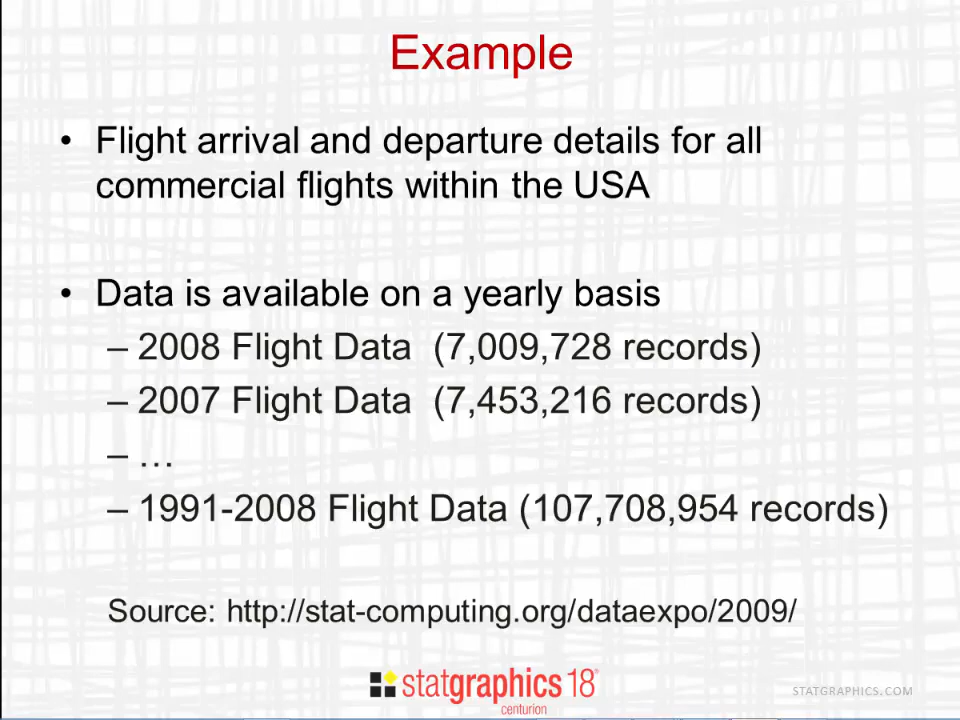 Example
• Flight arrival and departure details for all
commercial flights within the USA
• Data is available on a yearly basis
– 2008 Flight Data (7,009,728 records)
– 2007 Flight Data (7,453,216 records)
– …
– 1991-2008 Flight Data (107,708,954 records)
Source: http://stat-computing.org/dataexpo/2009/
statgraphics 18®
centurion
STATGRAPHICS.COM